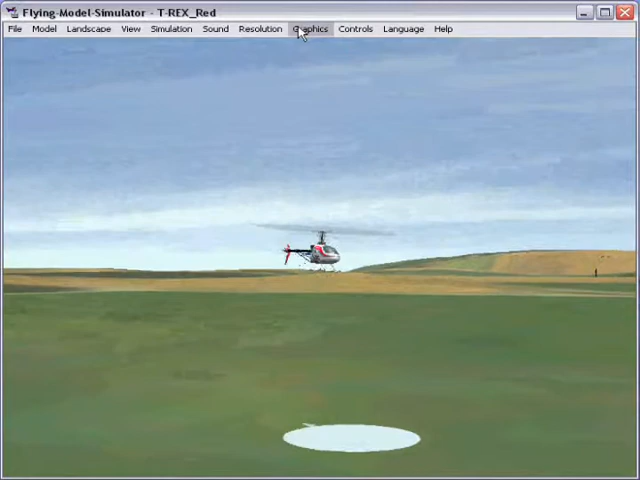 Flying-Model-Simulator - T-REX_Red
File Model Landscape View Simulation Sound Resolution Graphics Controls Language Help